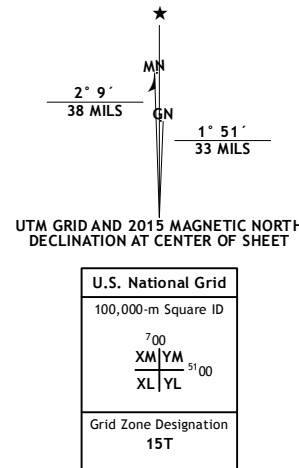 ★
MN
2° 9´
38 MILS
GN
1° 51´
33 MILS
UTM GRID AND 2015 MAGNETIC NORTH
DECLINATION AT CENTER OF SHEET
U.S. National Grid
100,000-m Square ID
⁷00
XM YM
⁵¹00
XL YL
Grid Zone Designation
15T